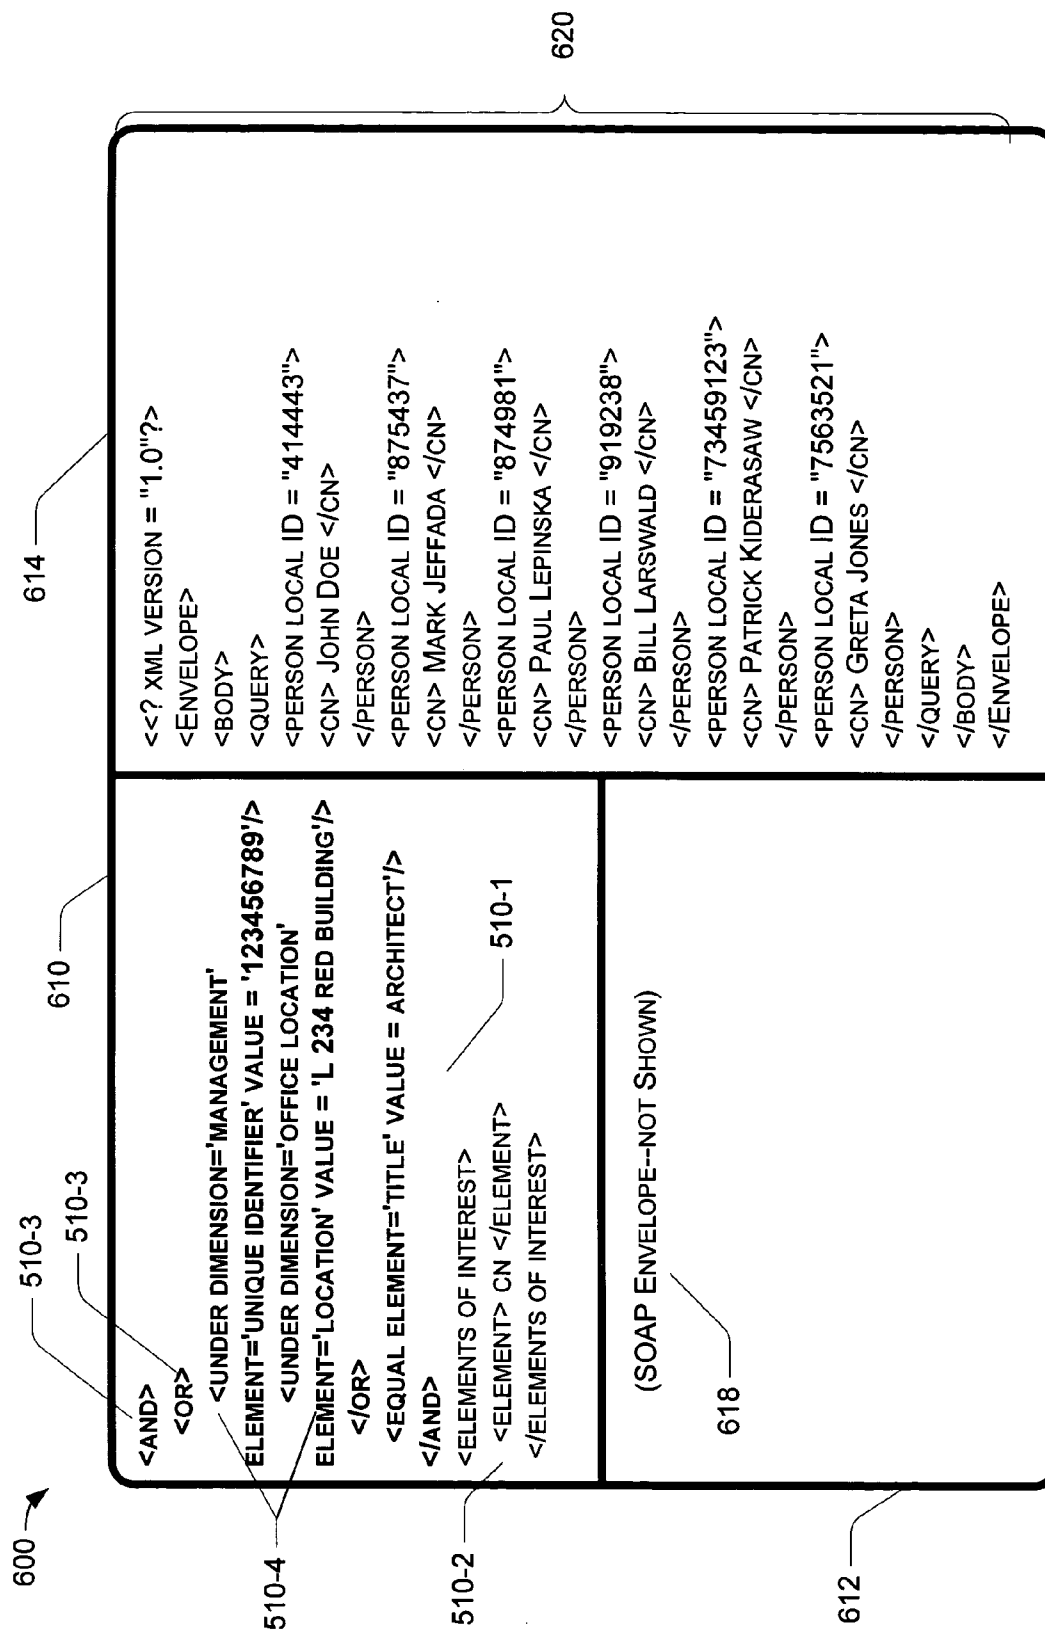 600
510-3
510-3
610
614
<AND>
<OR>
<UNDER DIMENSION='MANAGEMENT'
ELEMENT='UNIQUE IDENTIFIER' VALUE = '123456789'/>
<UNDER DIMENSION='OFFICE LOCATION'
ELEMENT='LOCATION' VALUE = 'L 234 RED BUILDING'/>
</OR>
<EQUAL ELEMENT='TITLE' VALUE = ARCHITECT'/>
</AND>
<ELEMENTS OF INTEREST>
<ELEMENT> CN </ELEMENT>
</ELEMENTS OF INTEREST>
510-4
510-2
510-1
(SOAP ENVELOPE--NOT SHOWN)
618
612
<<? XML VERSION = "1.0"?>
<ENVELOPE>
<BODY>
<QUERY>
<PERSON LOCAL ID = "414443">
<CN> JOHN DOE </CN>
</PERSON>
<PERSON LOCAL ID = "875437">
<CN> MARK JEFFADA </CN>
</PERSON>
<PERSON LOCAL ID = "874981">
<CN> PAUL LEPINSKA </CN>
</PERSON>
<PERSON LOCAL ID = "919238">
<CN> BILL LARSWALD </CN>
</PERSON>
<PERSON LOCAL ID = "73459123">
<CN> PATRICK KIDERASAW </CN>
</PERSON>
<PERSON LOCAL ID = "7563521">
<CN> GRETA JONES </CN>
</PERSON>
</QUERY>
</BODY>
</ENVELOPE>
620